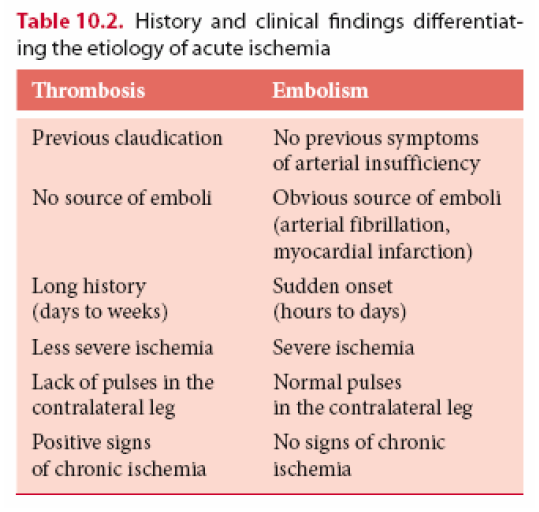 Table 10.2. History and clinical findings differentiat-
ing the etiology of acute ischemia
Thrombosis Embolism
Previous claudication No previous symptoms
of arterial insufficiency
No source of emboli Obvious source of emboli
(arterial fibrillation,
myocardial infarction)
Long history Sudden onset
(days to weeks) (hours to days)
Less severe ischemia Severe ischemia
Lack of pulses in the Normal pulses
contralateral leg in the contralateral leg
Positive signs No signs of chronic
of chronic ischemia ischemia